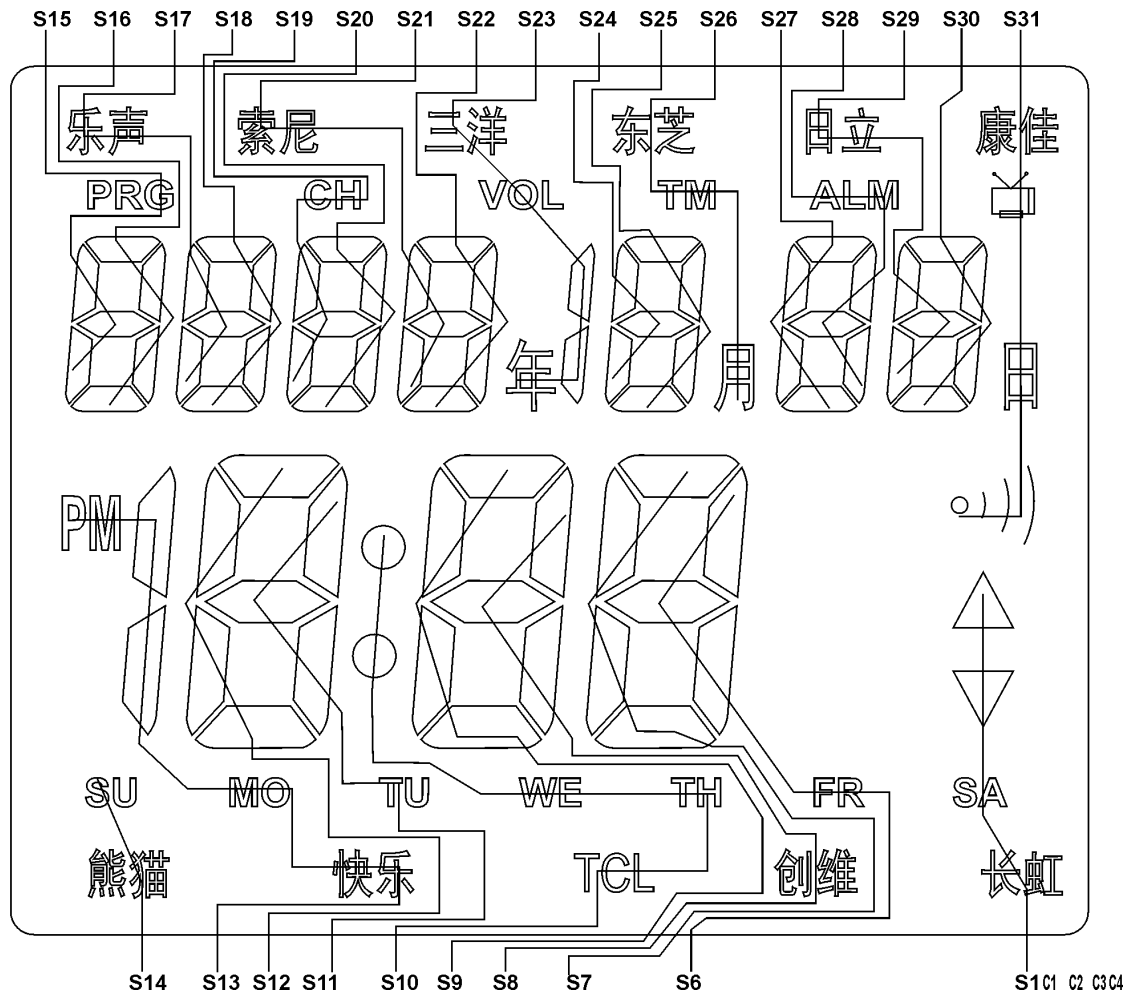 S15 S16 S17 S18 S19 S20 S21 S22 S23 S24 S25 S26 S27 S28 S29 S30 S31
乐声 索尼 三洋 东芝 日立 康佳
PRG CH VOL TM ALM
年 月 日
PM
SU MO TU WE TH FR SA
熊猫 快乐 TCL 创维 长虹
S14 S13 S12 S11 S10 S9 S8 S7 S6 S1 C1 C2 C3 C4